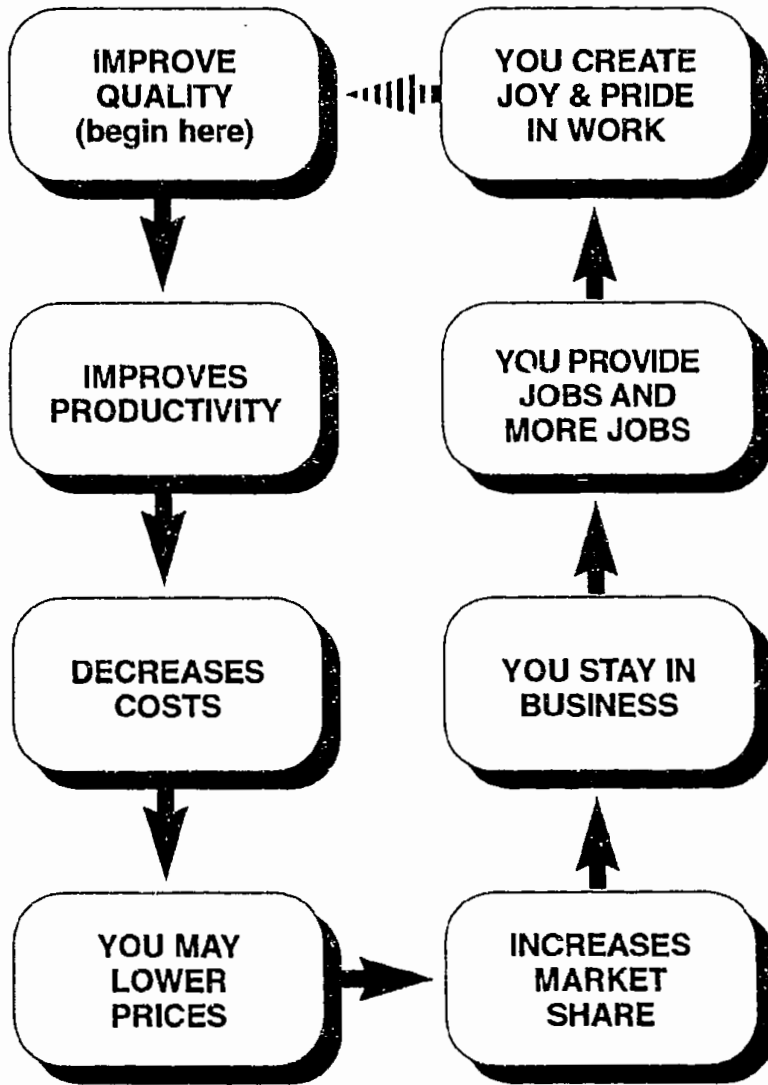 IMPROVE
QUALITY
(begin here)
IMPROVES
PRODUCTIVITY
DECREASES
COSTS
YOU MAY
LOWER
PRICES
INCREASES
MARKET
SHARE
YOU STAY IN
BUSINESS
YOU PROVIDE
JOBS AND
MORE JOBS
YOU CREATE
JOY & PRIDE
IN WORK